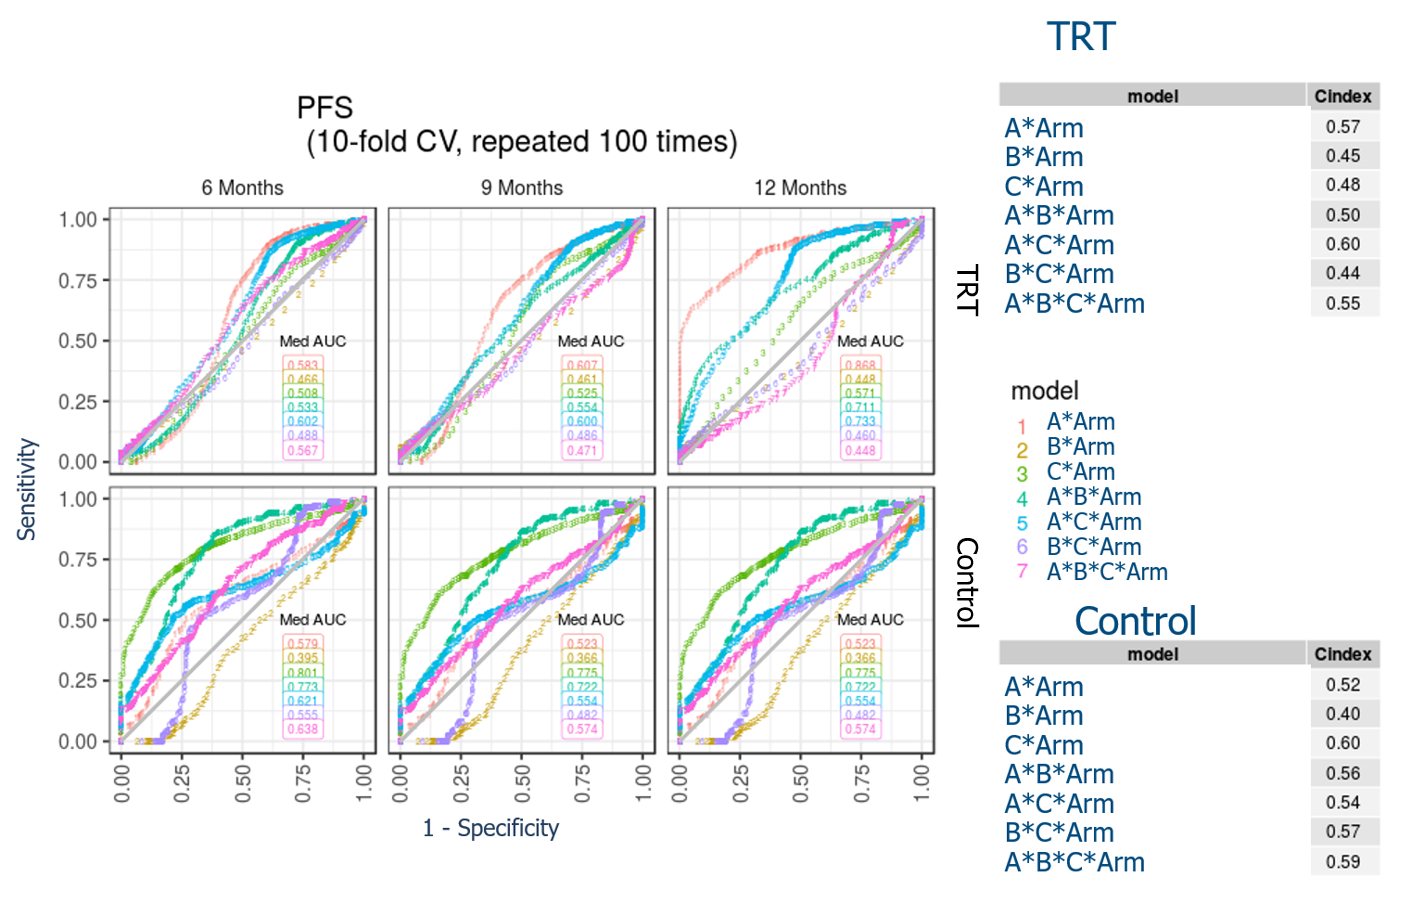 TRT
PFS
(10-fold CV, repeated 100 times)
6 Months
9 Months
12 Months
Sensitivity
1.00
0.75
0.50
0.25
0.00
Med AUC
0.583
0.466
0.508
0.533
0.602
0.488
0.567
Med AUC
0.607
0.461
0.525
0.554
0.600
0.486
0.471
Med AUC
0.868
0.448
0.571
0.711
0.733
0.460
0.448
TRT
1.00
0.75
0.50
0.25
0.00
Med AUC
0.579
0.395
0.801
0.773
0.621
0.555
0.638
Med AUC
0.523
0.366
0.775
0.722
0.554
0.482
0.574
Med AUC
0.523
0.366
0.775
0.722
0.554
0.482
0.574
Control
0.00 0.25 0.50 0.75 1.00
0.00 0.25 0.50 0.75 1.00
0.00 0.25 0.50 0.75 1.00
1 - Specificity
model Cindex
A*Arm 0.57
B*Arm 0.45
C*Arm 0.48
A*B*Arm 0.50
A*C*Arm 0.60
B*C*Arm 0.44
A*B*C*Arm 0.55
model
1 A*Arm
2 B*Arm
3 C*Arm
4 A*B*Arm
5 A*C*Arm
6 B*C*Arm
7 A*B*C*Arm
Control
model Cindex
A*Arm 0.52
B*Arm 0.40
C*Arm 0.60
A*B*Arm 0.56
A*C*Arm 0.54
B*C*Arm 0.57
A*B*C*Arm 0.59